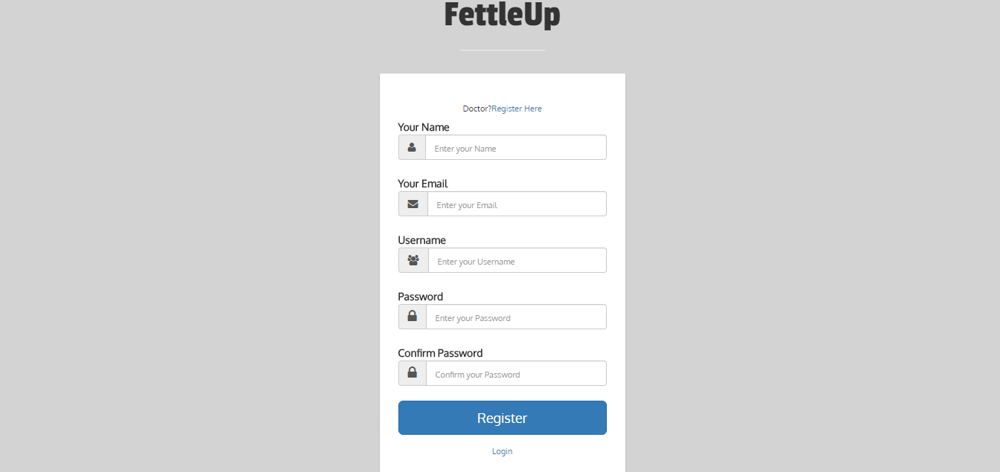 FettleUp
Doctor?Register Here
Your Name
Enter your Name
Your Email
Enter your Email
Username
Enter your Username
Password
Enter your Password
Confirm Password
Confirm your Password
Register
Login